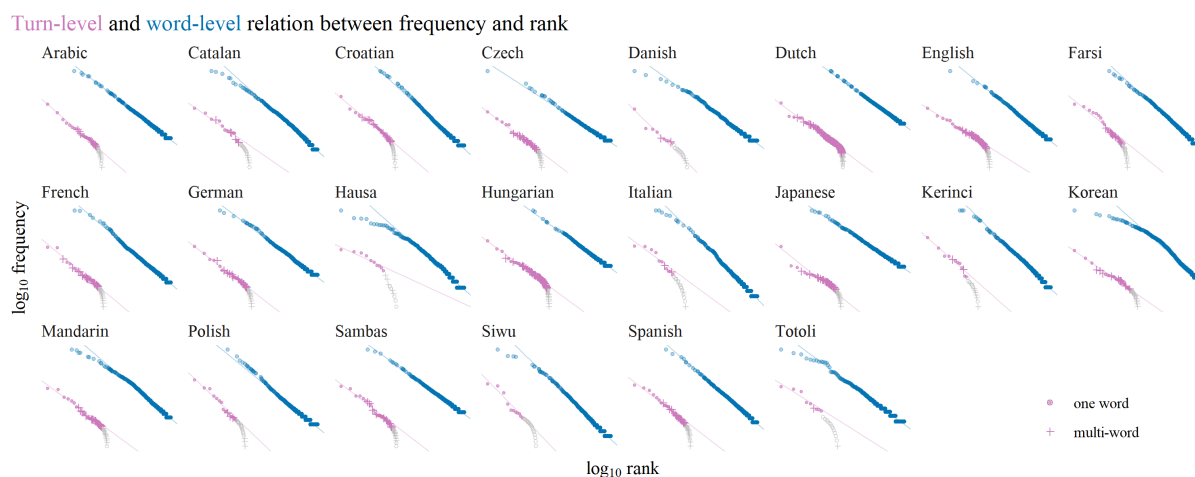 Turn-level and word-level relation between frequency and rank
Arabic Catalan Croatian Czech Danish Dutch English Farsi
French German Hausa Hungarian Italian Japanese Kerinci Korean
log₁₀ frequency
Mandarin Polish Sambas Siwu Spanish Totoli
one word
multi-word
log₁₀ rank